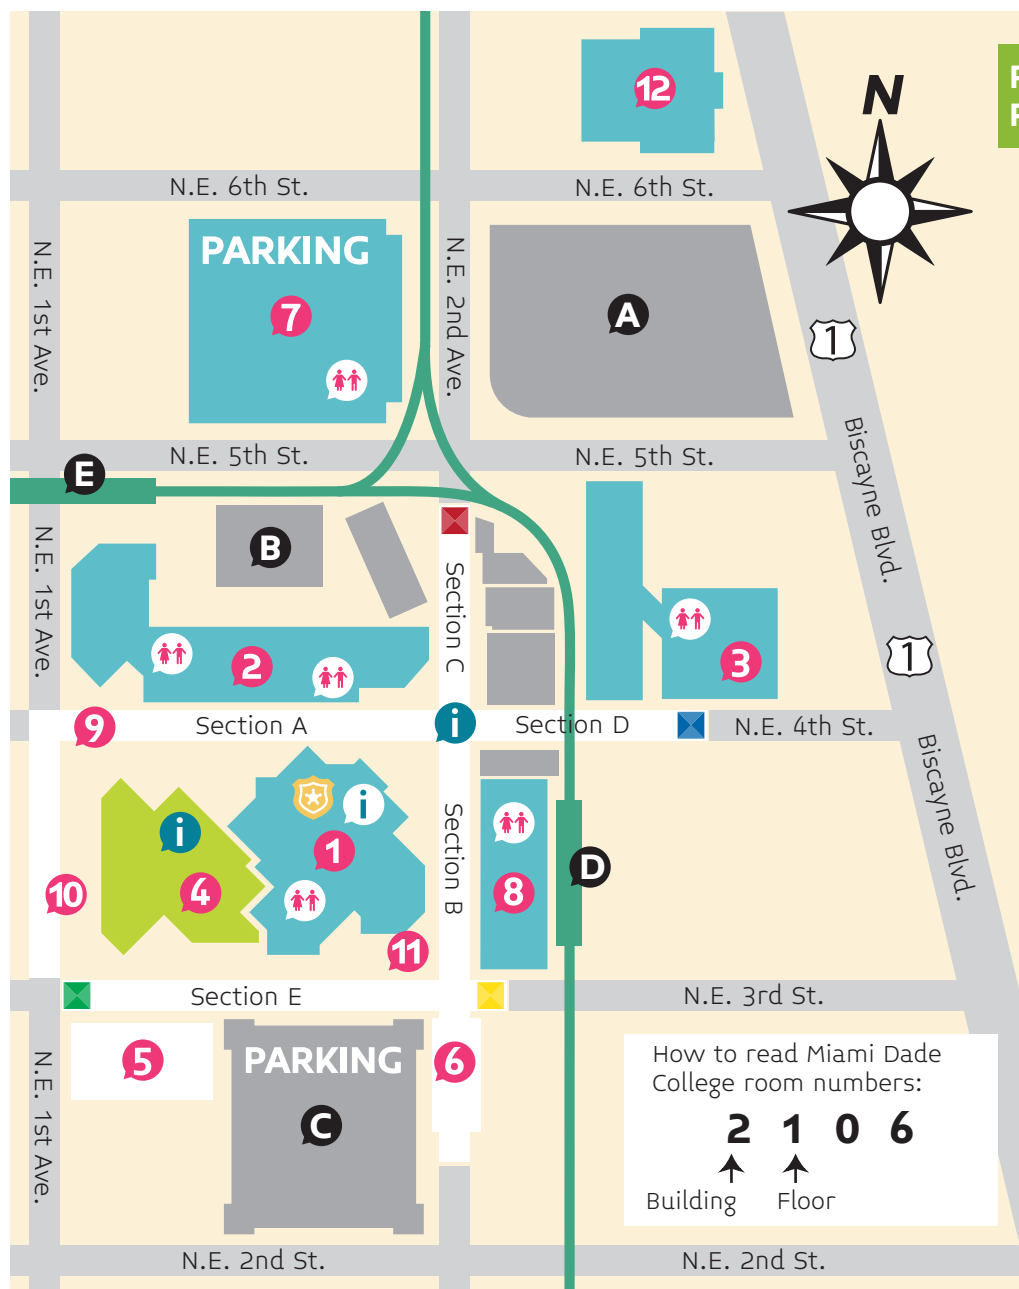 12
N
P
P
N.E. 6th St.
N.E. 6th St.
PARKING
7
N.E. 1st Ave.
N.E. 2nd Ave.
A
1
N.E. 5th St.
N.E. 5th St.
Biscayne Blvd.
E
B
N.E. 1st Ave.
Section C
2
3
1
9
Section A
i
Section D
N.E. 4th St.
Biscayne Blvd.
i
i
1
Section B
D
10
4
8
11
Section E
N.E. 3rd St.
5
PARKING
6
N.E. 1st Ave.
C
How to read Miami Dade
College room numbers:
2 1 0 6
Building Floor
N.E. 2nd St.
N.E. 2nd St.